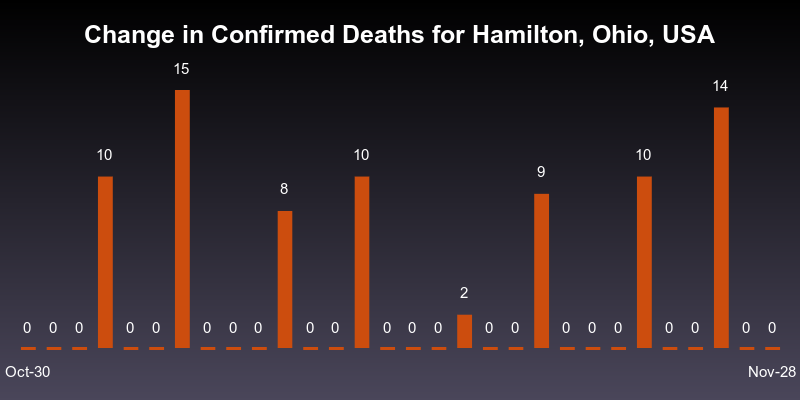 Change in Confirmed Deaths for Hamilton, Ohio, USA
0 0 0 10 0 0 15 0 0 0 8 0 0 10 0 0 0 2 0 0 9 0 0 0 10 0 0 14 0 0
Oct-30 Nov-28